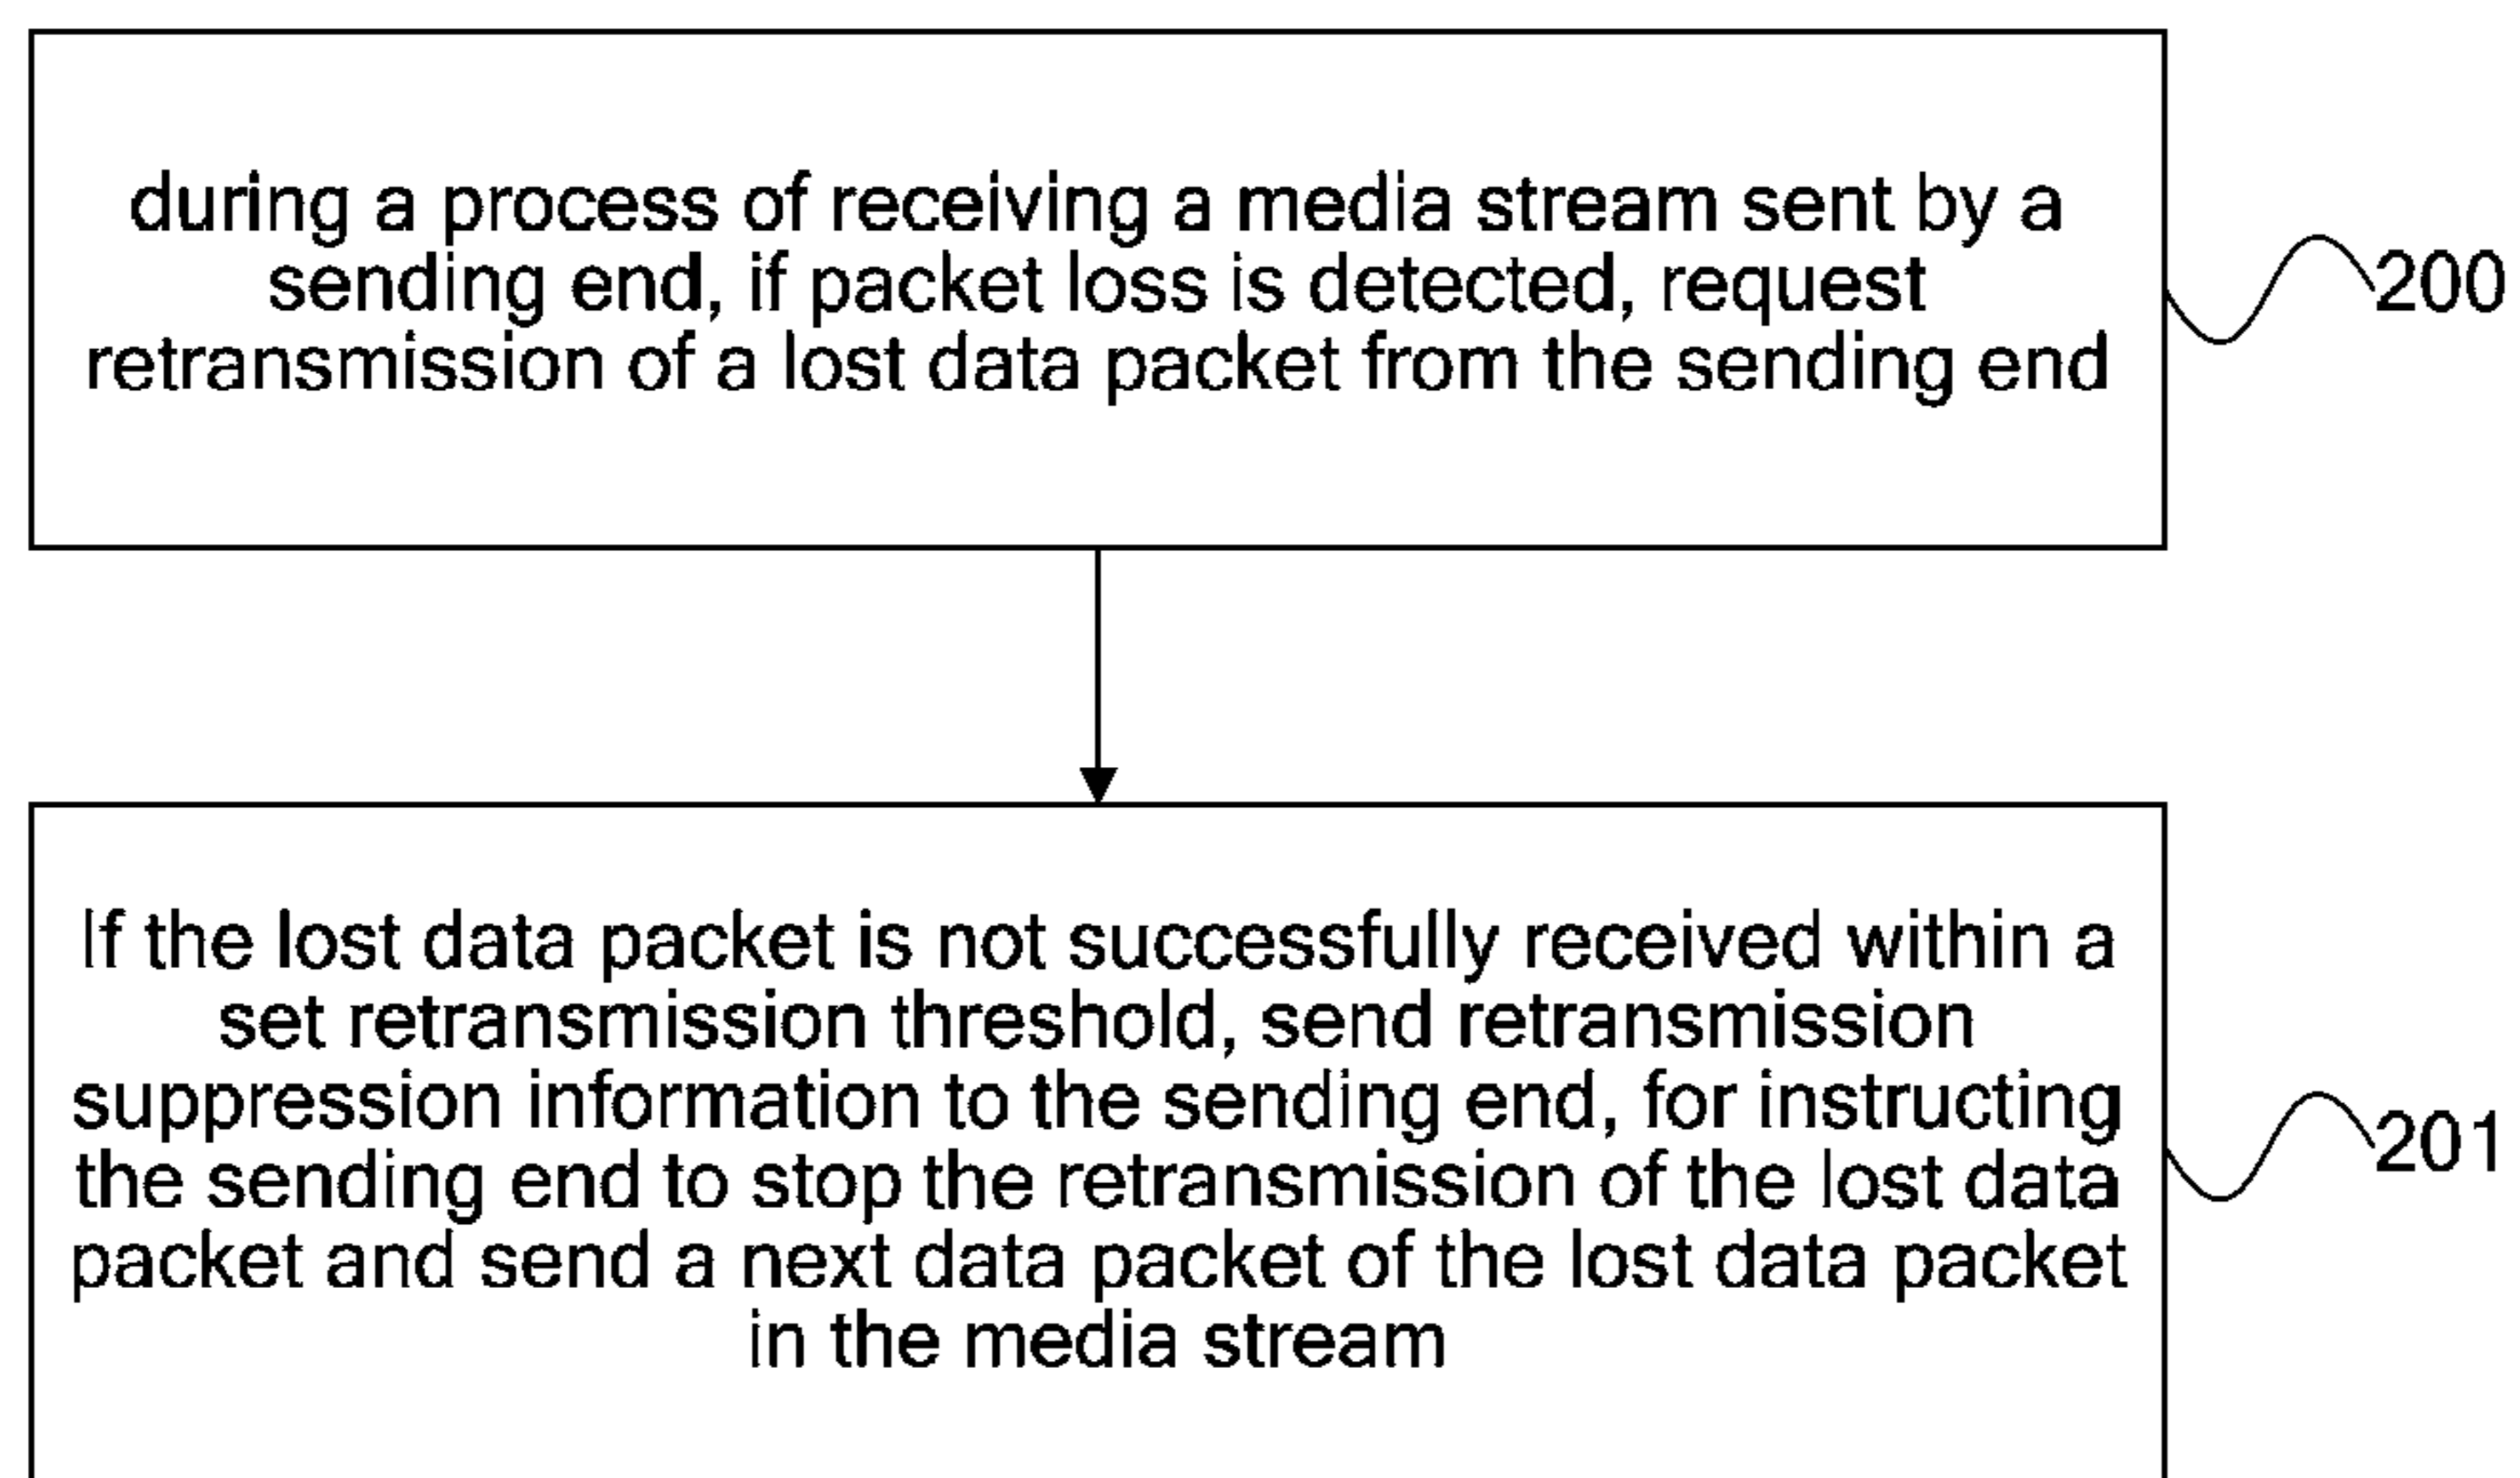 during a process of receiving a media stream sent by a
sending end, if packet loss is detected, request
retransmission of a lost data packet from the sending end
200
If the lost data packet is not successfully received within a
set retransmission threshold, send retransmission
suppression information to the sending end, for instructing
the sending end to stop the retransmission of the lost data
packet and send a next data packet of the lost data packet
in the media stream
201